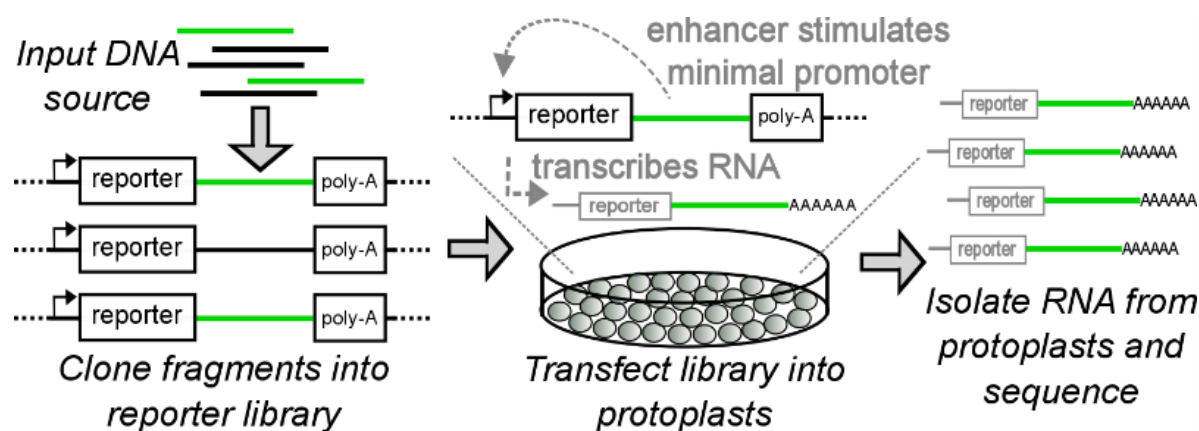 Input DNA
source
reporter
poly-A
reporter
poly-A
reporter
poly-A
Clone fragments into
reporter library
enhancer stimulates
minimal promoter
reporter
poly-A
transcribes RNA
reporter
AAAAAA
Transfect library into
protoplasts
reporter
AAAAAA
reporter
AAAAAA
reporter
AAAAAA
reporter
AAAAAA
Isolate RNA from
protoplasts and
sequence